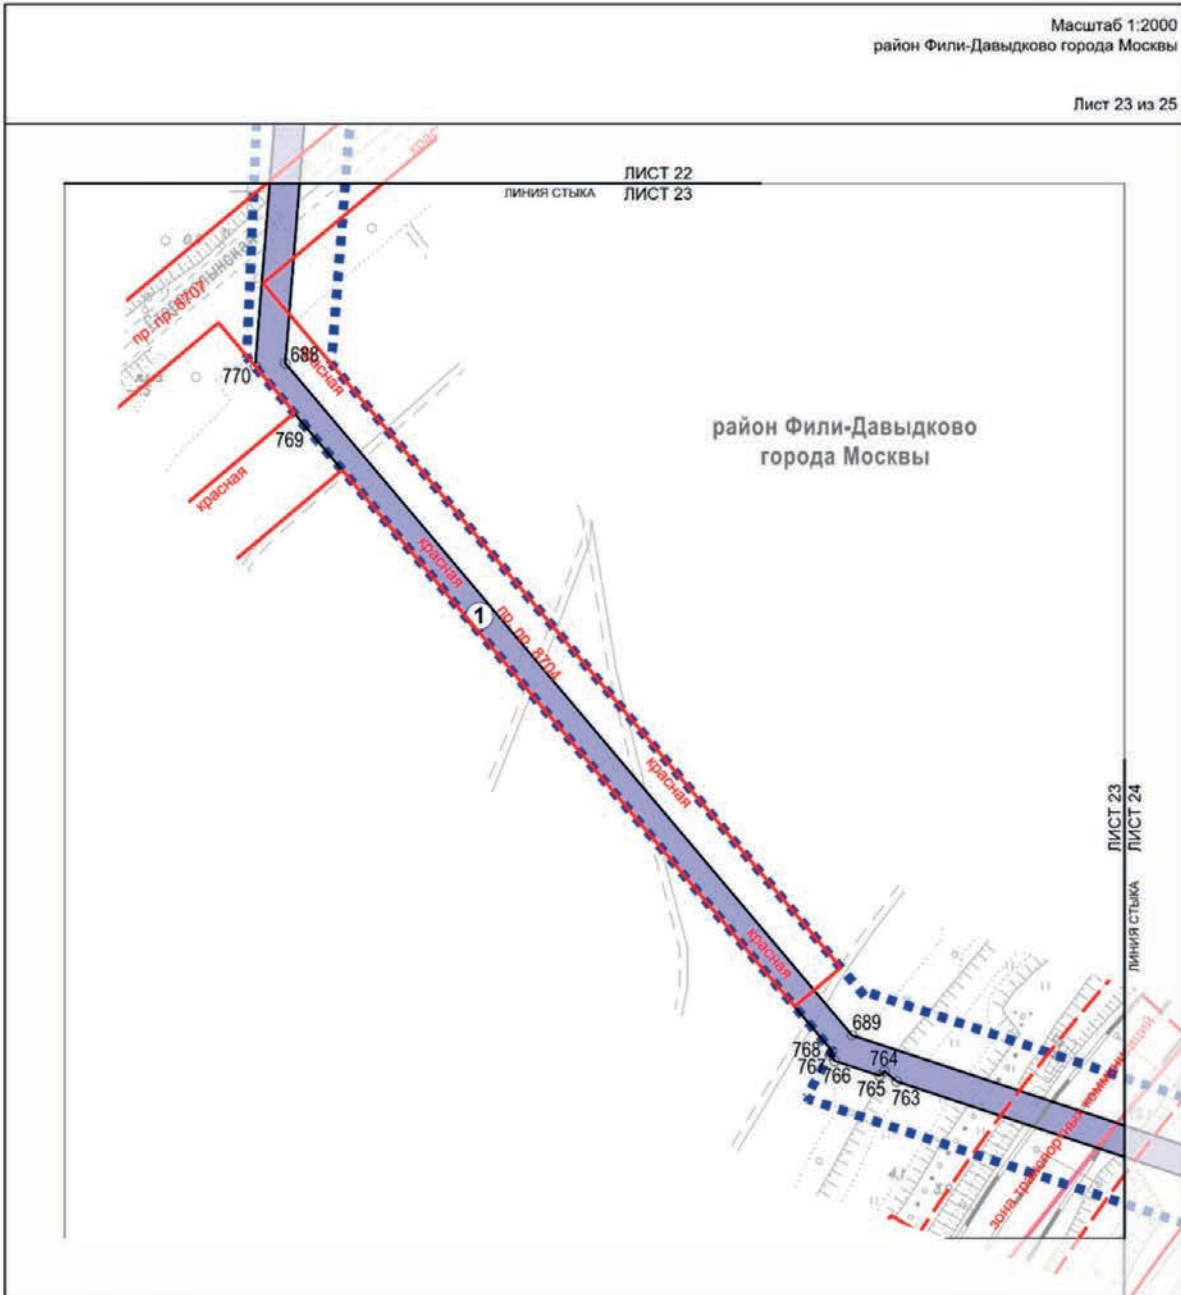 Масштаб 1:2000
район Фили-Давыдково города Москвы
Лист 23 из 25
ЛИСТ 22
ЛИНИЯ СТЫКА
ЛИСТ 23
крас
пр. пр. 8707
688
770
красная
769
красная
район Фили-Давыдково
города Москвы
красная
1
пр. пр. 8704
красная
ЛИСТ 23
ЛИСТ 24
ЛИНИЯ СТЫКА
красная
689
768
767
766
764
765
763
зона транспортных коммуникаций